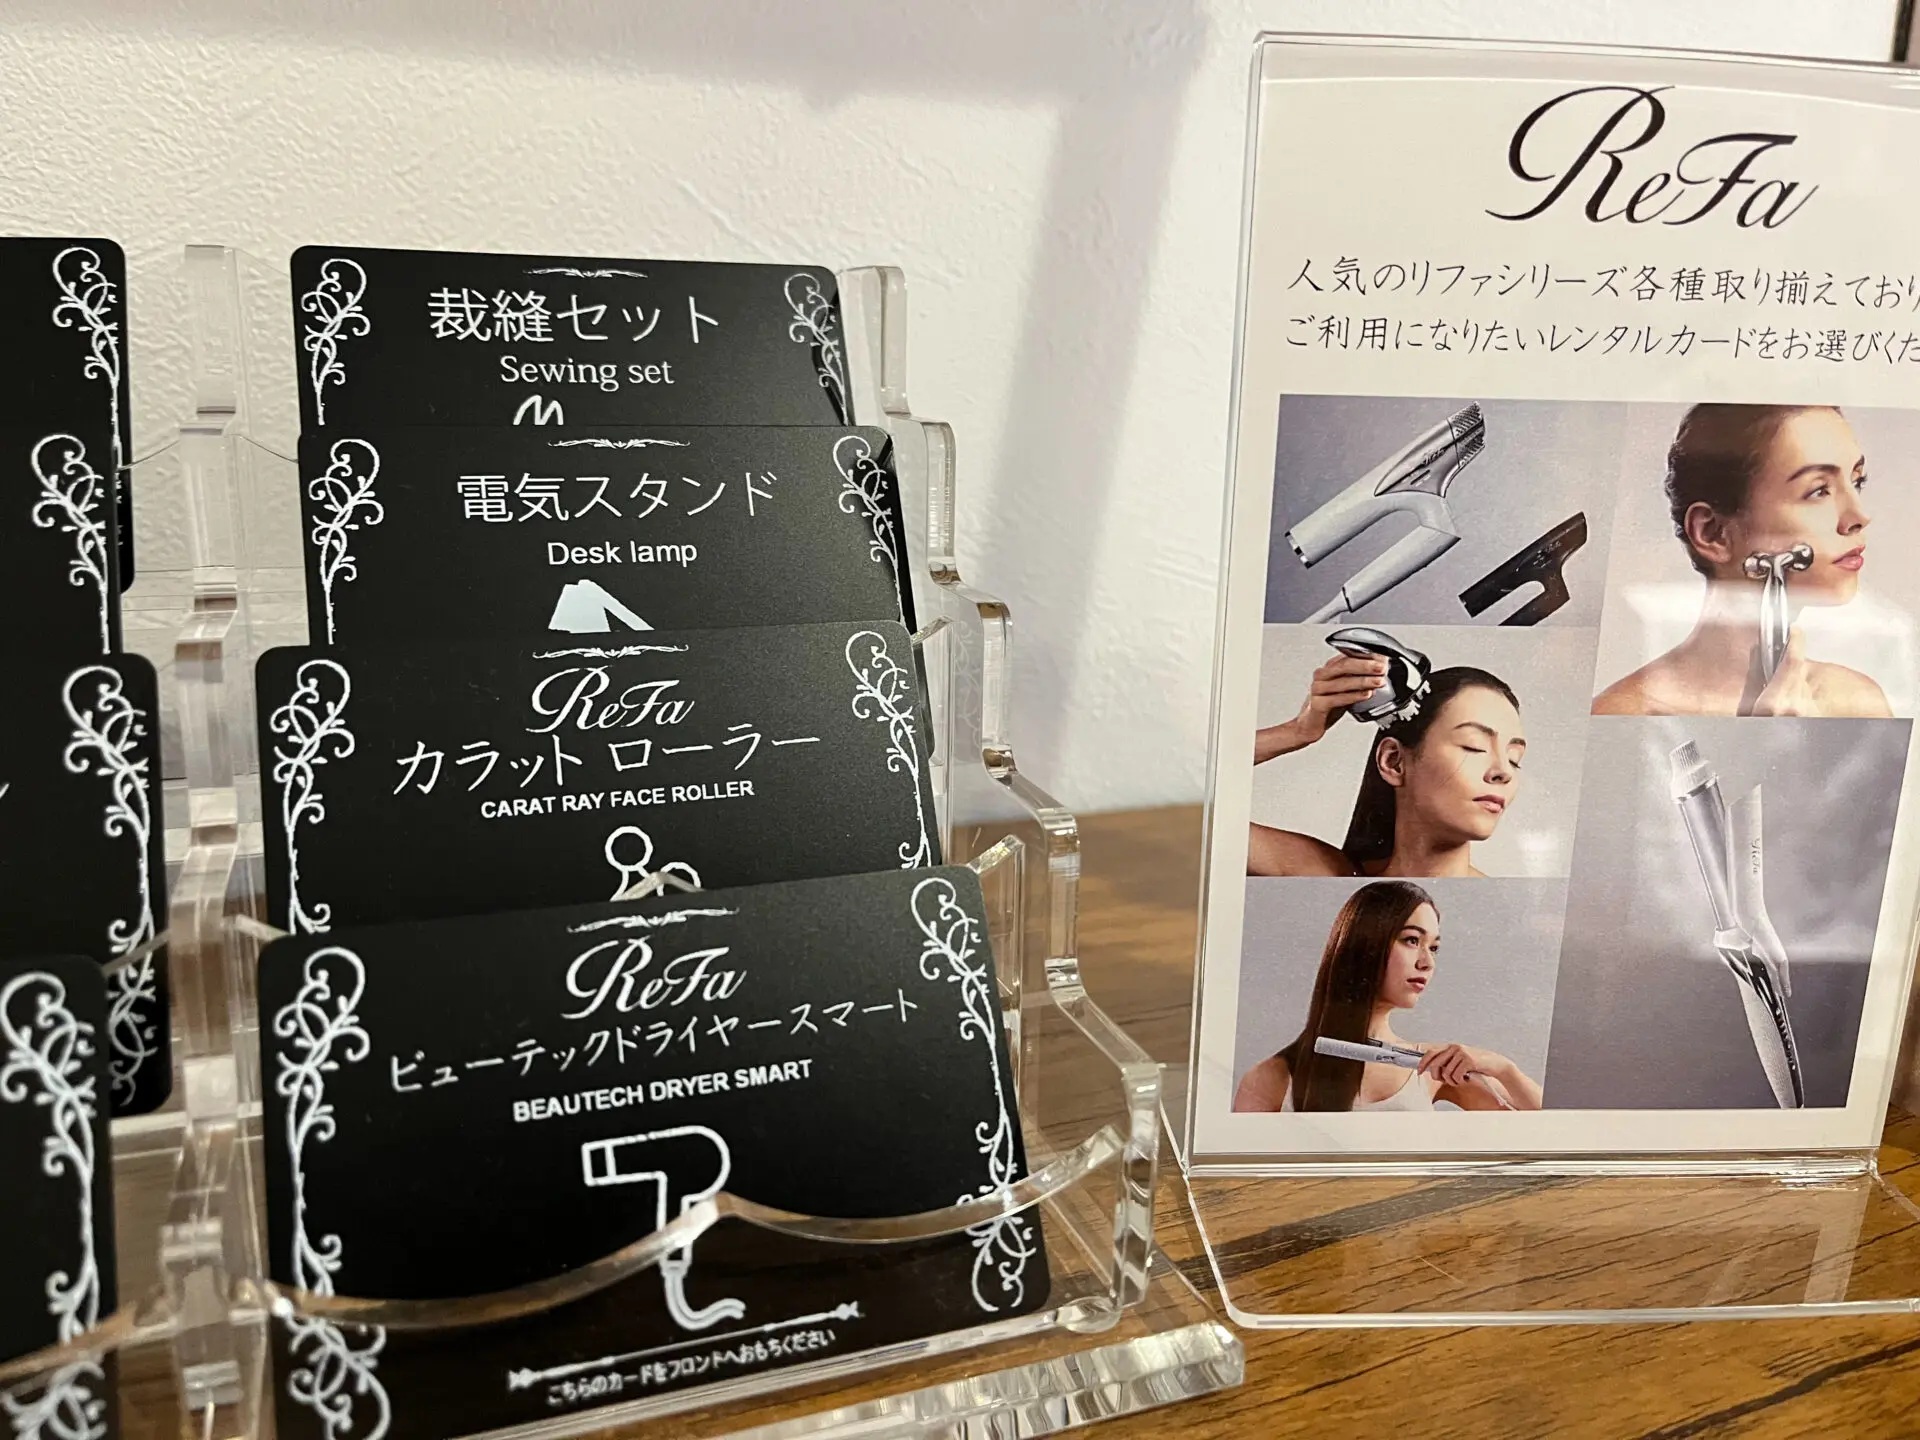 裁縫セット
Sewing set
電気スタンド
Desk lamp
ReFa
カラット ローラー
CARAT RAY FACE ROLLER
ReFa
ビューテックドライヤースマート
BEAUTECH DRYER SMART
こちらのカードをフロントへおもちください
ReFa
人気のリファシリーズ各種取り揃えており
ご利用になりたいレンタルカードをお選びくだ